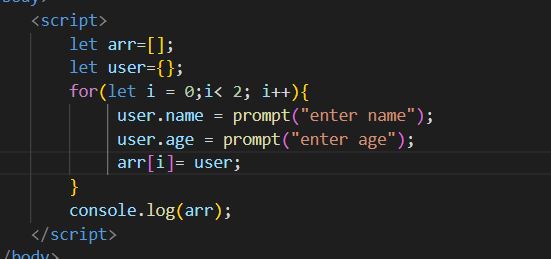 body>
<script>
let arr=[];
let user={};
for(let i = 0;i< 2; i++){
user.name = prompt("enter name");
user.age = prompt("enter age");
arr[i]= user;
}
console.log(arr);
</script>
/body>